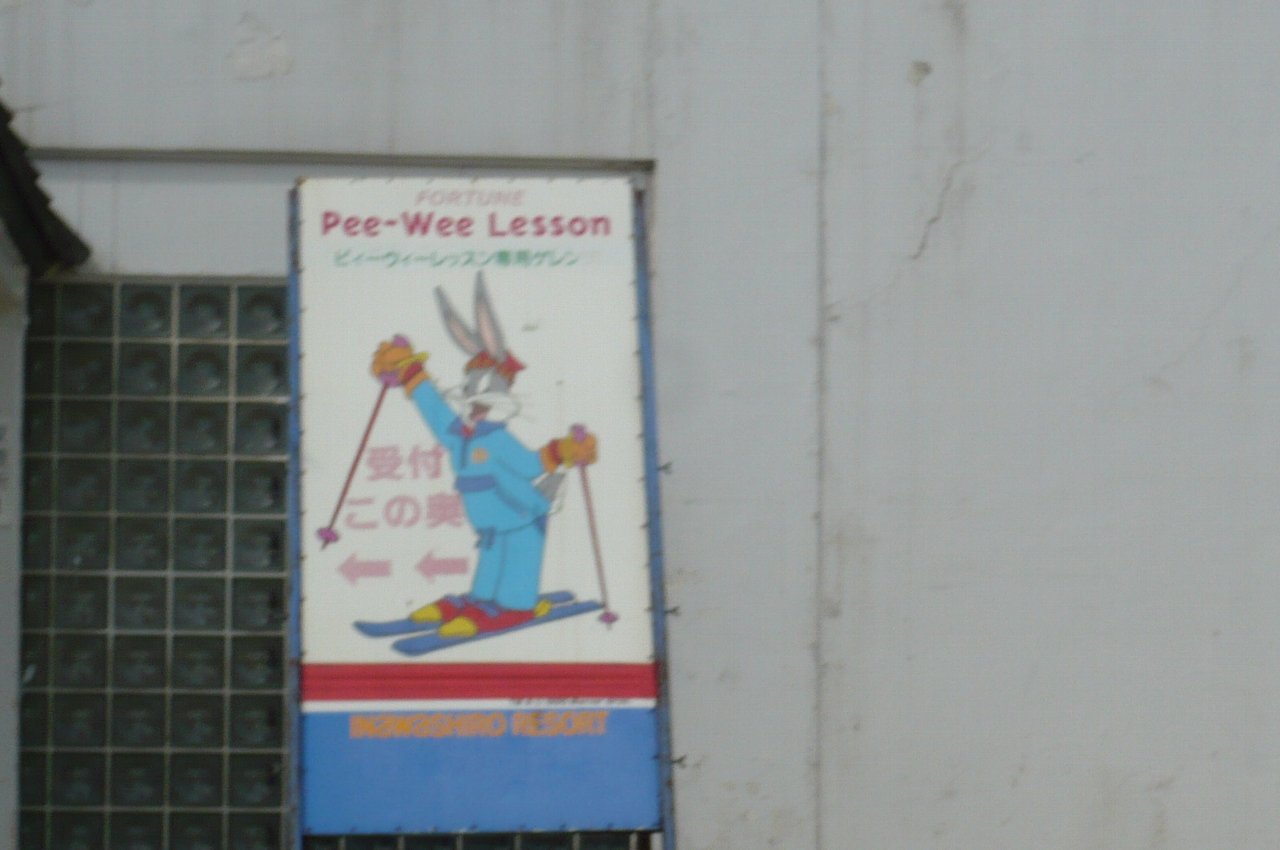 FORTUNE
Pee-Wee Lesson
ピィーウィーレッスン専用ゲレン
受付
この奥
← ←
INAWASHIRO RESORT